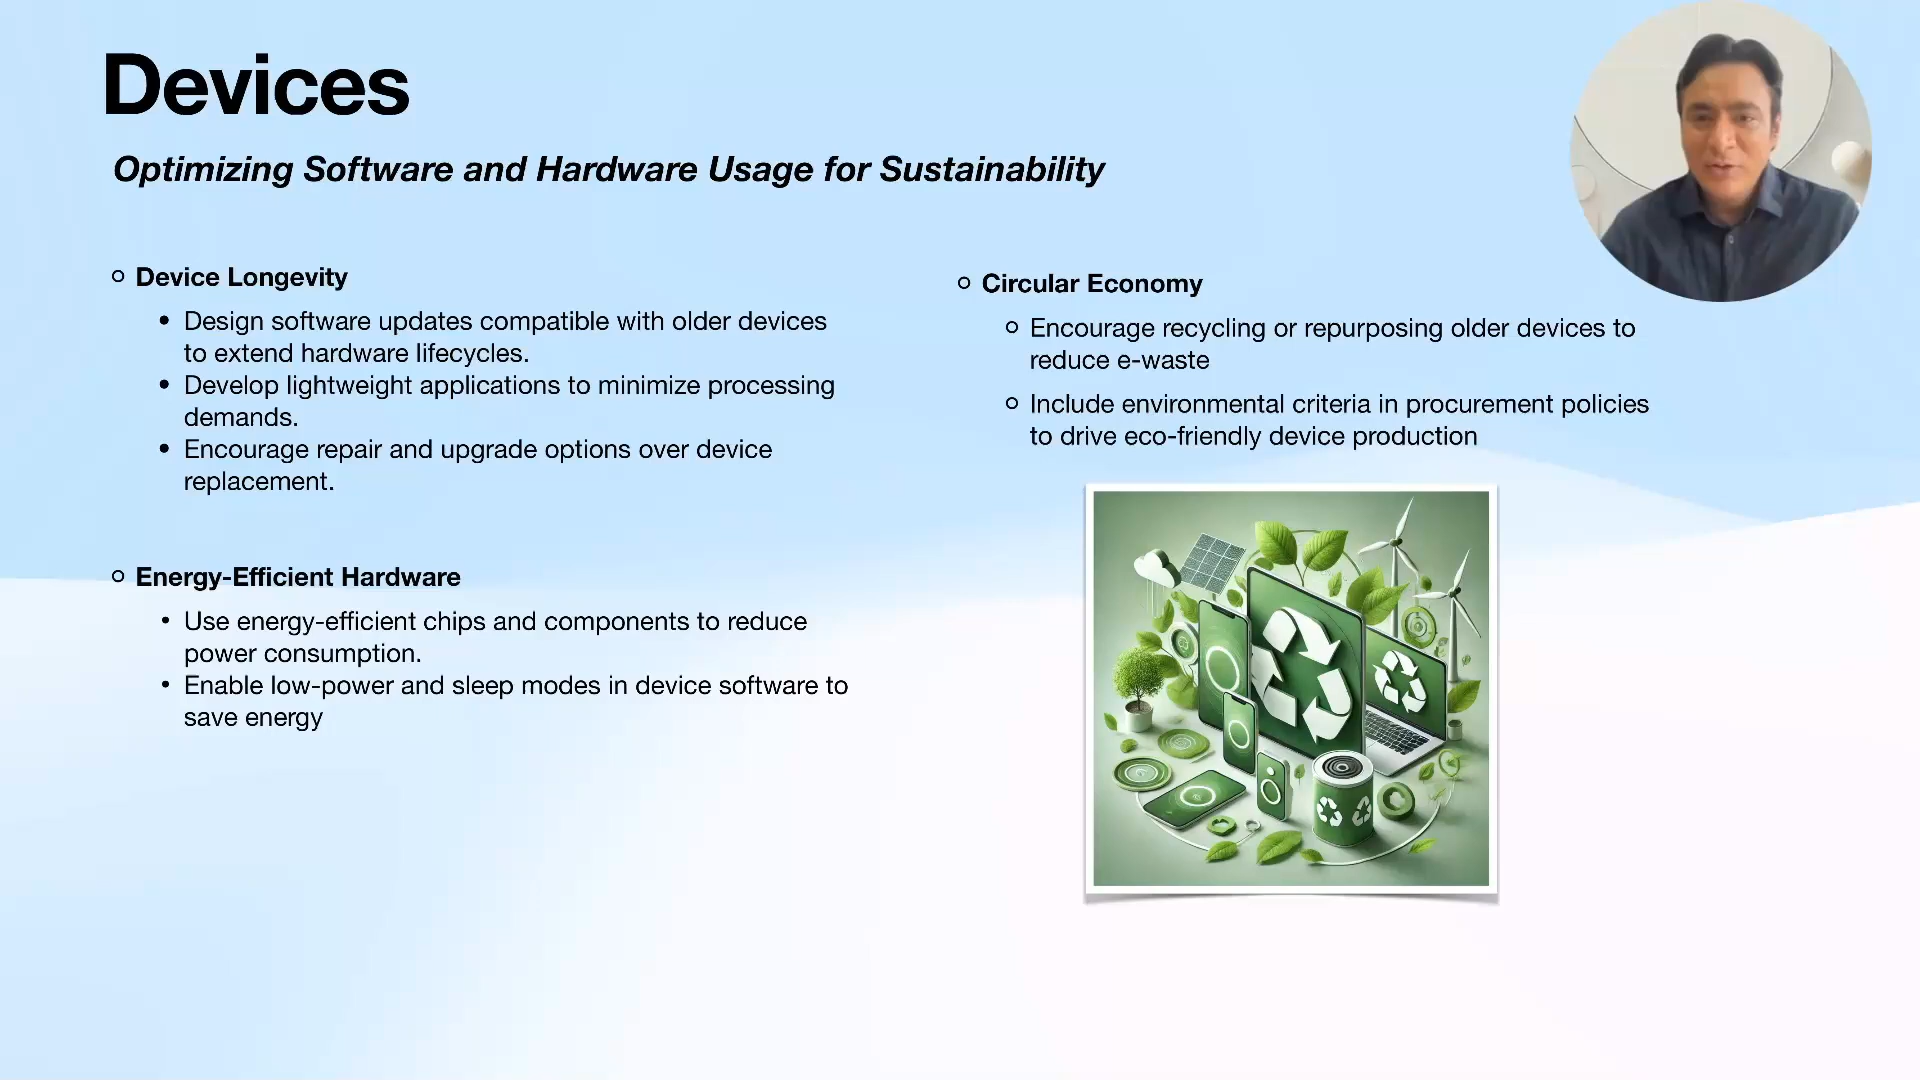 Devices
Optimizing Software and Hardware Usage for Sustainability
Device Longevity
Design software updates compatible with older devices
to extend hardware lifecycles.
Develop lightweight applications to minimize processing
demands.
Encourage repair and upgrade options over device
replacement.
Energy-Efficient Hardware
Use energy-efficient chips and components to reduce
power consumption.
Enable low-power and sleep modes in device software to
save energy
Circular Economy
Encourage recycling or repurposing older devices to
reduce e-waste
Include environmental criteria in procurement policies
to drive eco-friendly device production